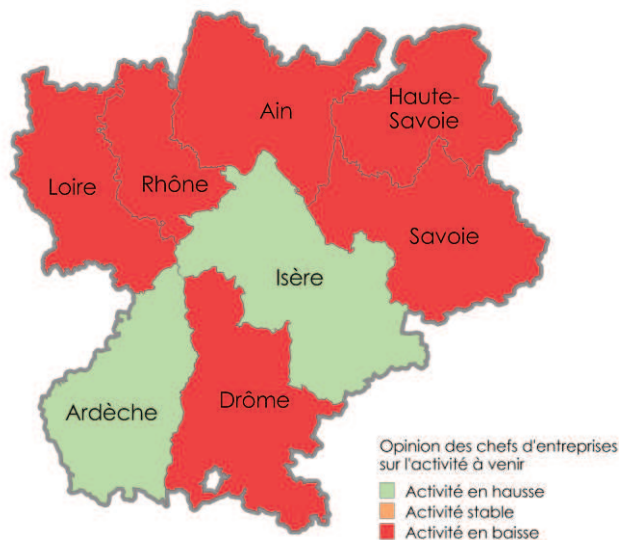 Haute-
Savoie
Ain
Loire
Rhône
Savoie
Isère
Ardèche
Drôme
Opinion des chefs d'entreprises
sur l'activité à venir
Activité en hausse
Activité stable
Activité en baisse